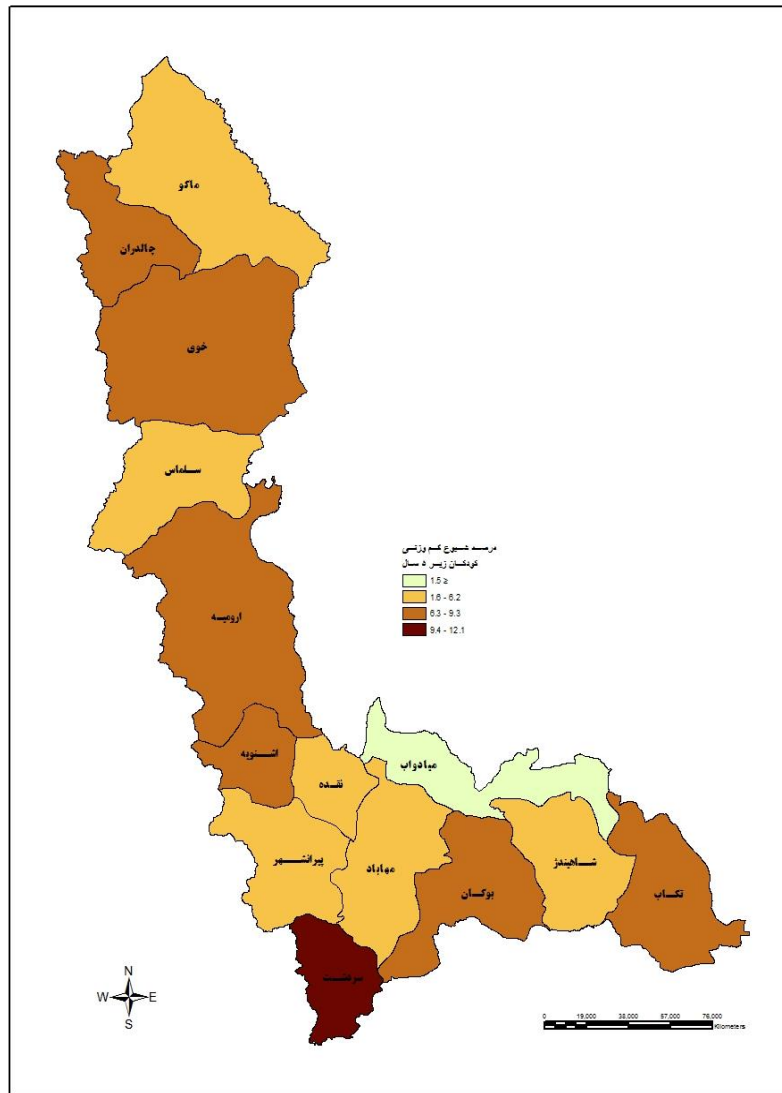 ماکو
چالدران
خوی
سلماس
درصد شیوع کم وزنی
کودکان زیر ۵ سال
1.5 ≥
1.6 - 6.2
6.3 - 9.3
9.4 - 12.1
ارومیه
اشنویه
نقده
میادواب
پیرانشهر
مهاباد
بوکان
شاهیندژ
تکاب
سردشت
N
W E
S
0 19,000 38,000 57,000 76,000
Kilometers